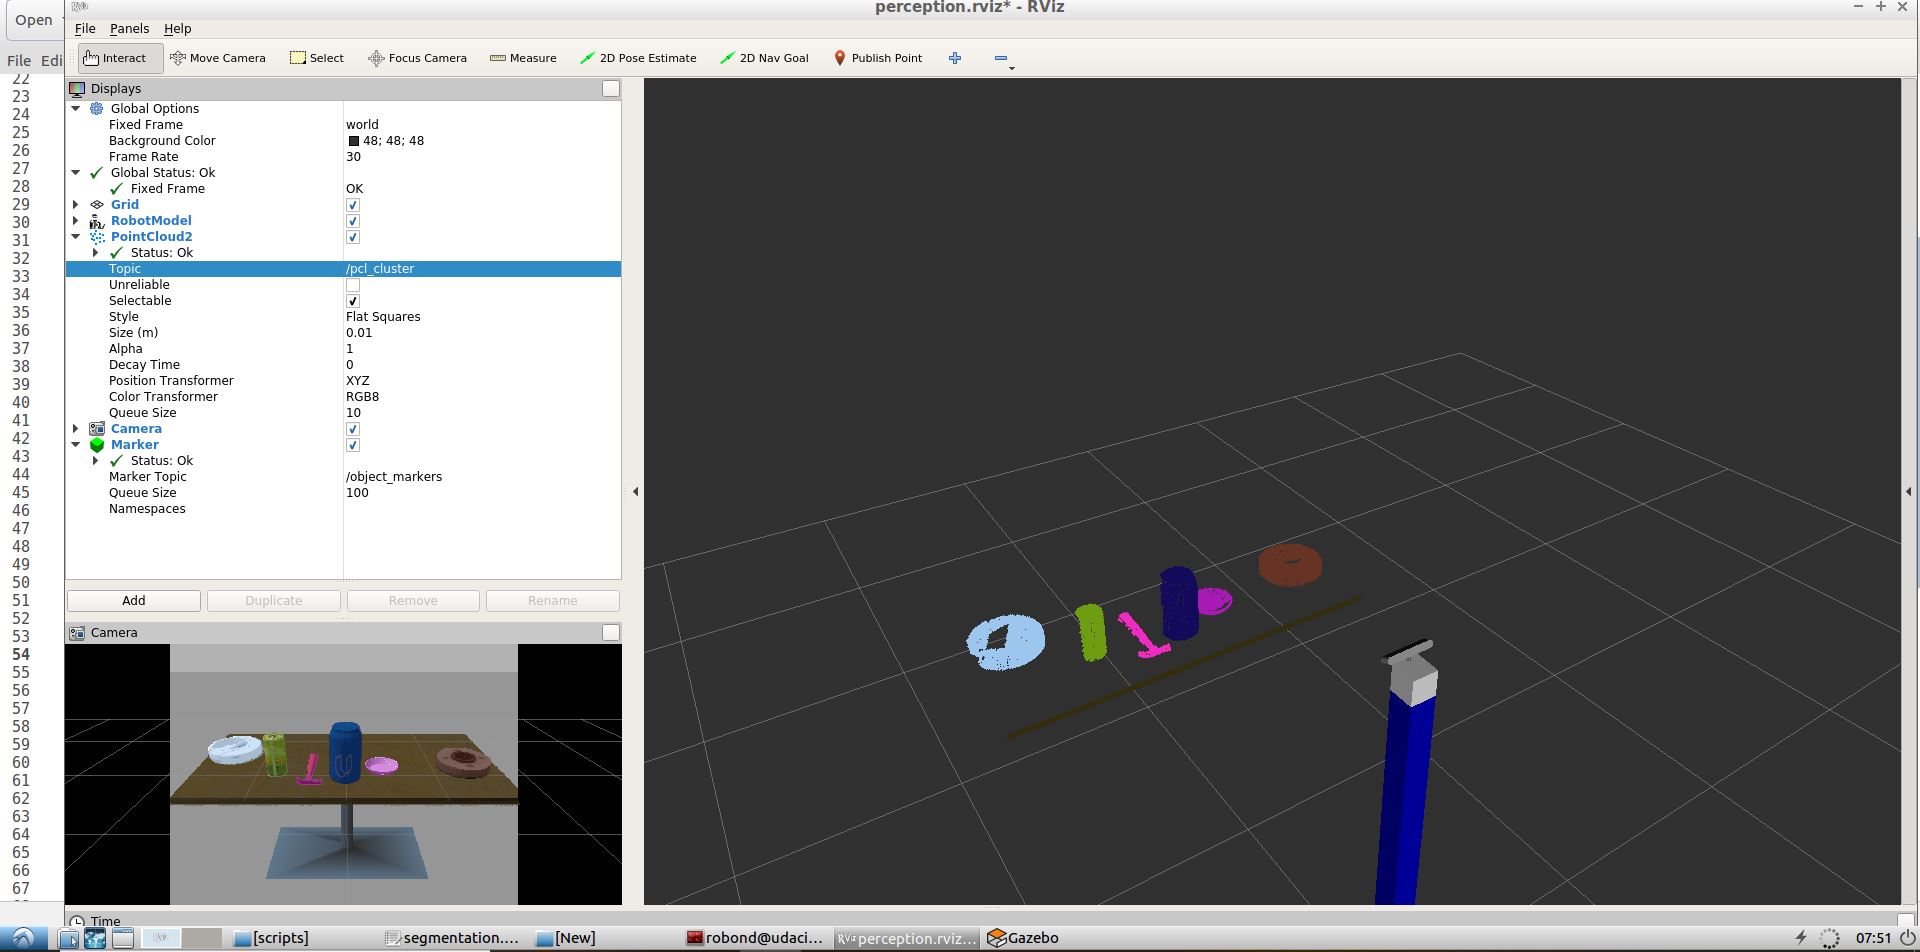 Open
perception.rviz* - RViz
File Panels Help
File Edi
Interact Move Camera Select Focus Camera Measure 2D Pose Estimate 2D Nav Goal Publish Point
22
23
24
25
26
27
28
29
30
31
32
33
34
35
36
37
38
39
40
41
42
43
44
45
46
47
48
49
50
51
52
53
54
55
56
57
58
59
60
61
62
63
64
65
66
67
Displays
Global Options
Fixed Frame world
Background Color 48; 48; 48
Frame Rate 30
Global Status: Ok
Fixed Frame OK
Grid
RobotModel
PointCloud2
Status: Ok
Topic /pcl_cluster
Unreliable
Selectable
Style Flat Squares
Size (m) 0.01
Alpha 1
Decay Time 0
Position Transformer XYZ
Color Transformer RGB8
Queue Size 10
Camera
Marker
Status: Ok
Marker Topic /object_markers
Queue Size 100
Namespaces
Add Duplicate Remove Rename
Camera
Time
[scripts] segmentation.... [New] robond@udaci... RViz perception.rviz... Gazebo 07:51